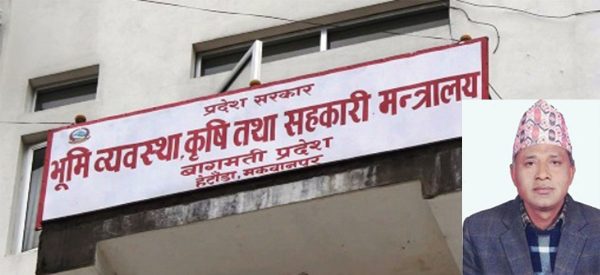 प्रदेश सरकार
भूमि व्यवस्था, कृषि तथा सहकारी मन्त्रालय
बागमती प्रदेश
हेटौंडा, मकवानपुर